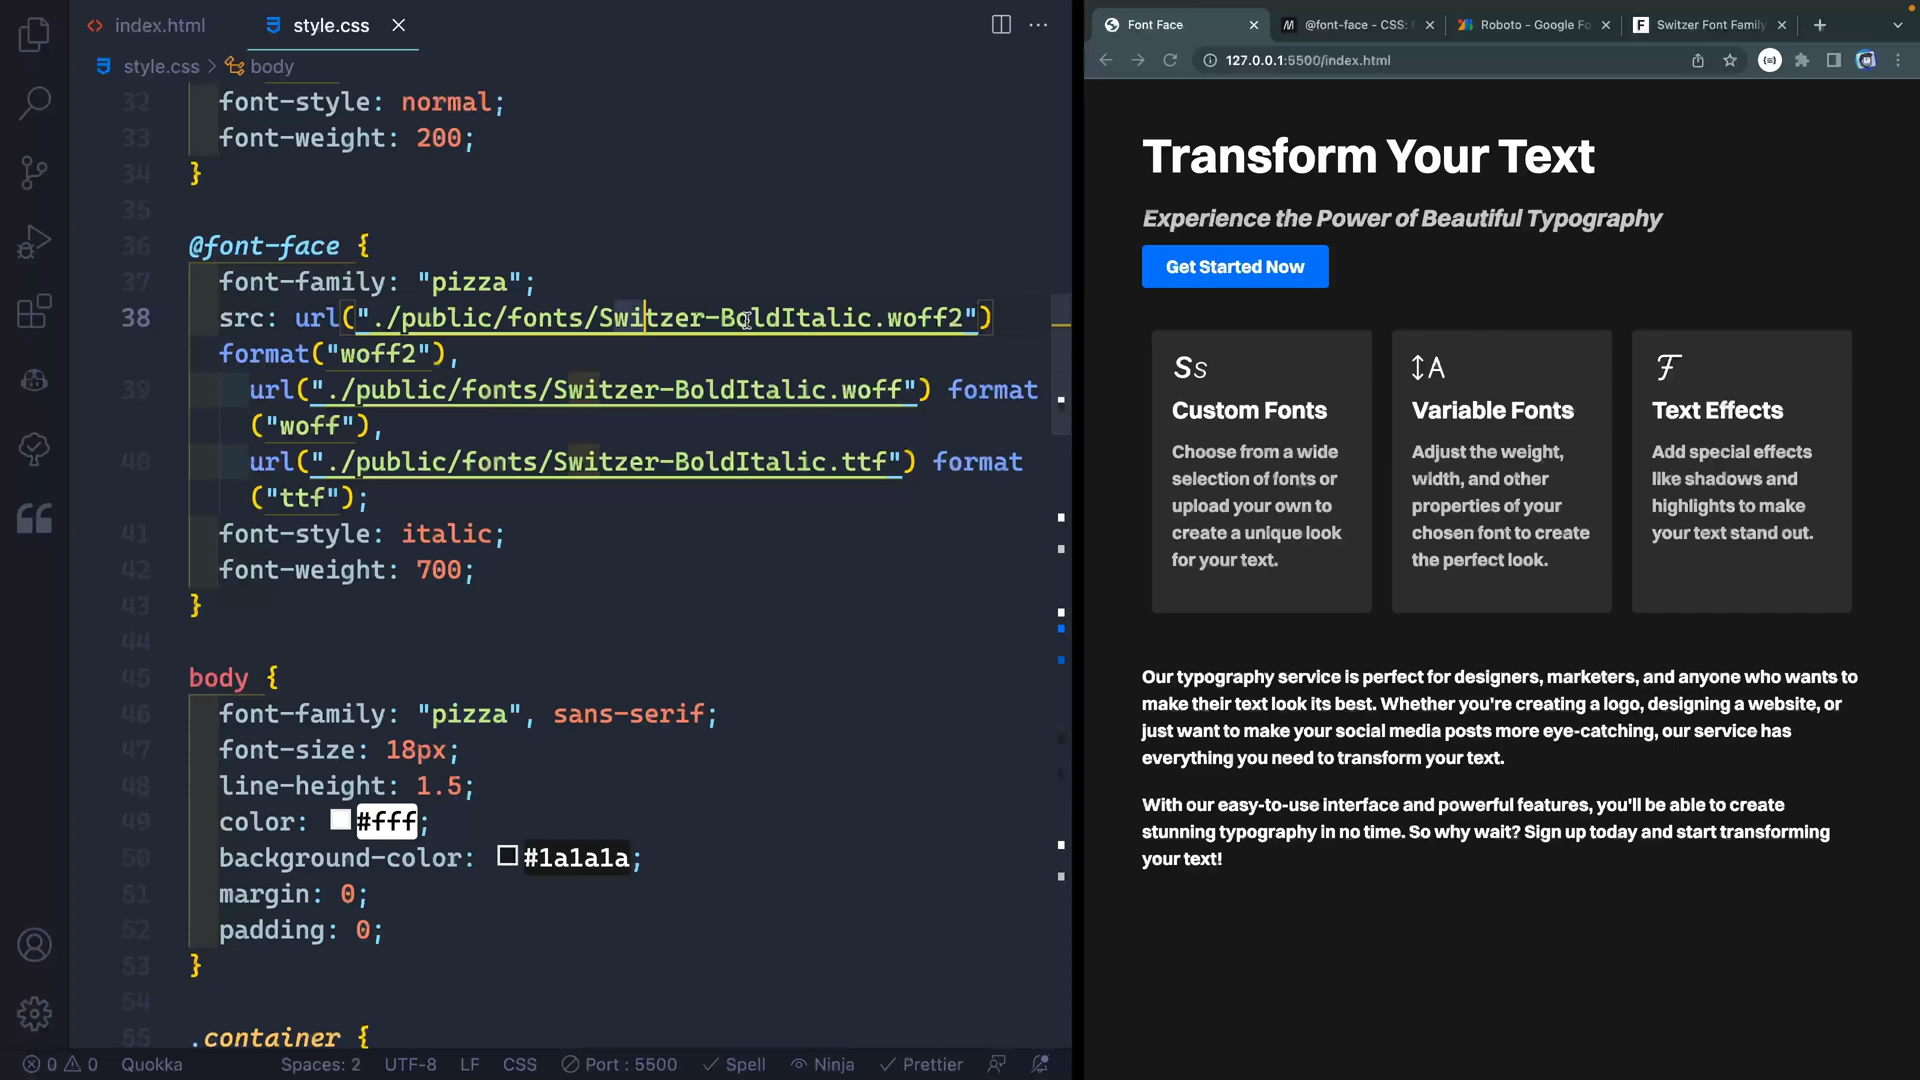 index.html
style.css
style.css > body
32 font-style: normal;
33 font-weight: 200;
34 }
35
36 @font-face {
37 font-family: "pizza";
38 src: url("./public/fonts/Switzer-BoldItalic.woff2")
format("woff2"),
39 url("./public/fonts/Switzer-BoldItalic.woff") format
("woff"),
40 url("./public/fonts/Switzer-BoldItalic.ttf") format
("ttf");
41 font-style: italic;
42 font-weight: 700;
43 }
44
45 body {
46 font-family: "pizza", sans-serif;
47 font-size: 18px;
48 line-height: 1.5;
49 color: #fff;
50 background-color: #1a1a1a;
51 margin: 0;
52 padding: 0;
53 }
54
55 .container {
0 0 Quokka Spaces: 2 UTF-8 LF CSS Port : 5500 Spell Ninja Prettier
Font Face
@font-face - CSS:
Roboto - Google Fo
Switzer Font Family
127.0.0.1:5500/index.html
Transform Your Text
Experience the Power of Beautiful Typography
Get Started Now
Ss
Custom Fonts
Choose from a wide
selection of fonts or
upload your own to
create a unique look
for your text.
A
Variable Fonts
Adjust the weight,
width, and other
properties of your
chosen font to create
the perfect look.
F
Text Effects
Add special effects
like shadows and
highlights to make
your text stand out.
Our typography service is perfect for designers, marketers, and anyone who wants to
make their text look its best. Whether you're creating a logo, designing a website, or
just want to make your social media posts more eye-catching, our service has
everything you need to transform your text.
With our easy-to-use interface and powerful features, you'll be able to create
stunning typography in no time. So why wait? Sign up today and start transforming
your text!